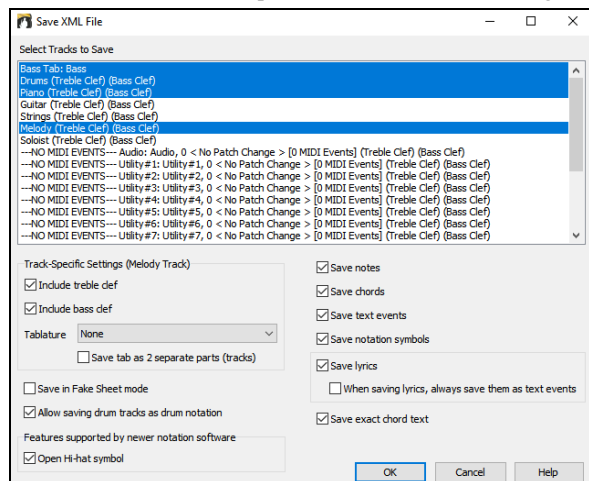 Save XML File
Select Tracks to Save
Bass Tab: Bass
Drums (Treble Clef) (Bass Clef)
Piano (Treble Clef) (Bass Clef)
Guitar (Treble Clef) (Bass Clef)
Strings (Treble Clef) (Bass Clef)
Melody (Treble Clef) (Bass Clef)
Soloist (Treble Clef) (Bass Clef)
---NO MIDI EVENTS--- Audio: Audio, 0 < No Patch Change > [0 MIDI Events] (Treble Clef) (Bass Clef)
---NO MIDI EVENTS--- Utility#1: Utility#1, 0 < No Patch Change > [0 MIDI Events] (Treble Clef) (Bass Clef)
---NO MIDI EVENTS--- Utility#2: Utility#2, 0 < No Patch Change > [0 MIDI Events] (Treble Clef) (Bass Clef)
---NO MIDI EVENTS--- Utility#3: Utility#3, 0 < No Patch Change > [0 MIDI Events] (Treble Clef) (Bass Clef)
---NO MIDI EVENTS--- Utility#4: Utility#4, 0 < No Patch Change > [0 MIDI Events] (Treble Clef) (Bass Clef)
---NO MIDI EVENTS--- Utility#5: Utility#5, 0 < No Patch Change > [0 MIDI Events] (Treble Clef) (Bass Clef)
---NO MIDI EVENTS--- Utility#6: Utility#6, 0 < No Patch Change > [0 MIDI Events] (Treble Clef) (Bass Clef)
---NO MIDI EVENTS--- Utility#7: Utility#7, 0 < No Patch Change > [0 MIDI Events] (Treble Clef) (Bass Clef)
Track-Specific Settings (Melody Track)
Include treble clef
Include bass clef
Tablature None
Save tab as 2 separate parts (tracks)
Save in Fake Sheet mode
Allow saving drum tracks as drum notation
Features supported by newer notation software
Open Hi-hat symbol
Save notes
Save chords
Save text events
Save notation symbols
Save lyrics
When saving lyrics, always save them as text events
Save exact chord text
OK Cancel Help